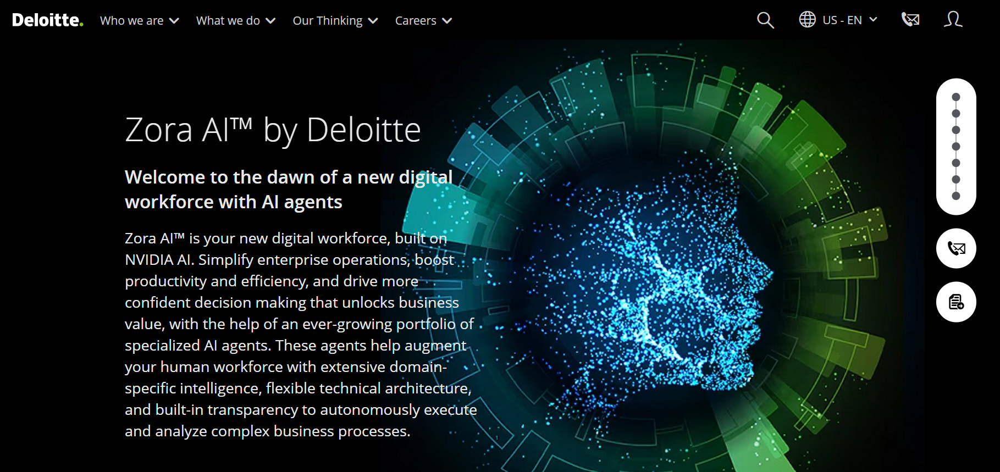 Deloitte.
Who we are
What we do
Our Thinking
Careers
US - EN
Zora AI™ by Deloitte
Welcome to the dawn of a new digital
workforce with AI agents
Zora AI™ is your new digital workforce, built on
NVIDIA AI. Simplify enterprise operations, boost
productivity and efficiency, and drive more
confident decision making that unlocks business
value, with the help of an ever-growing portfolio of
specialized AI agents. These agents help augment
your human workforce with extensive domain-
specific intelligence, flexible technical architecture,
and built-in transparency to autonomously execute
and analyze complex business processes.